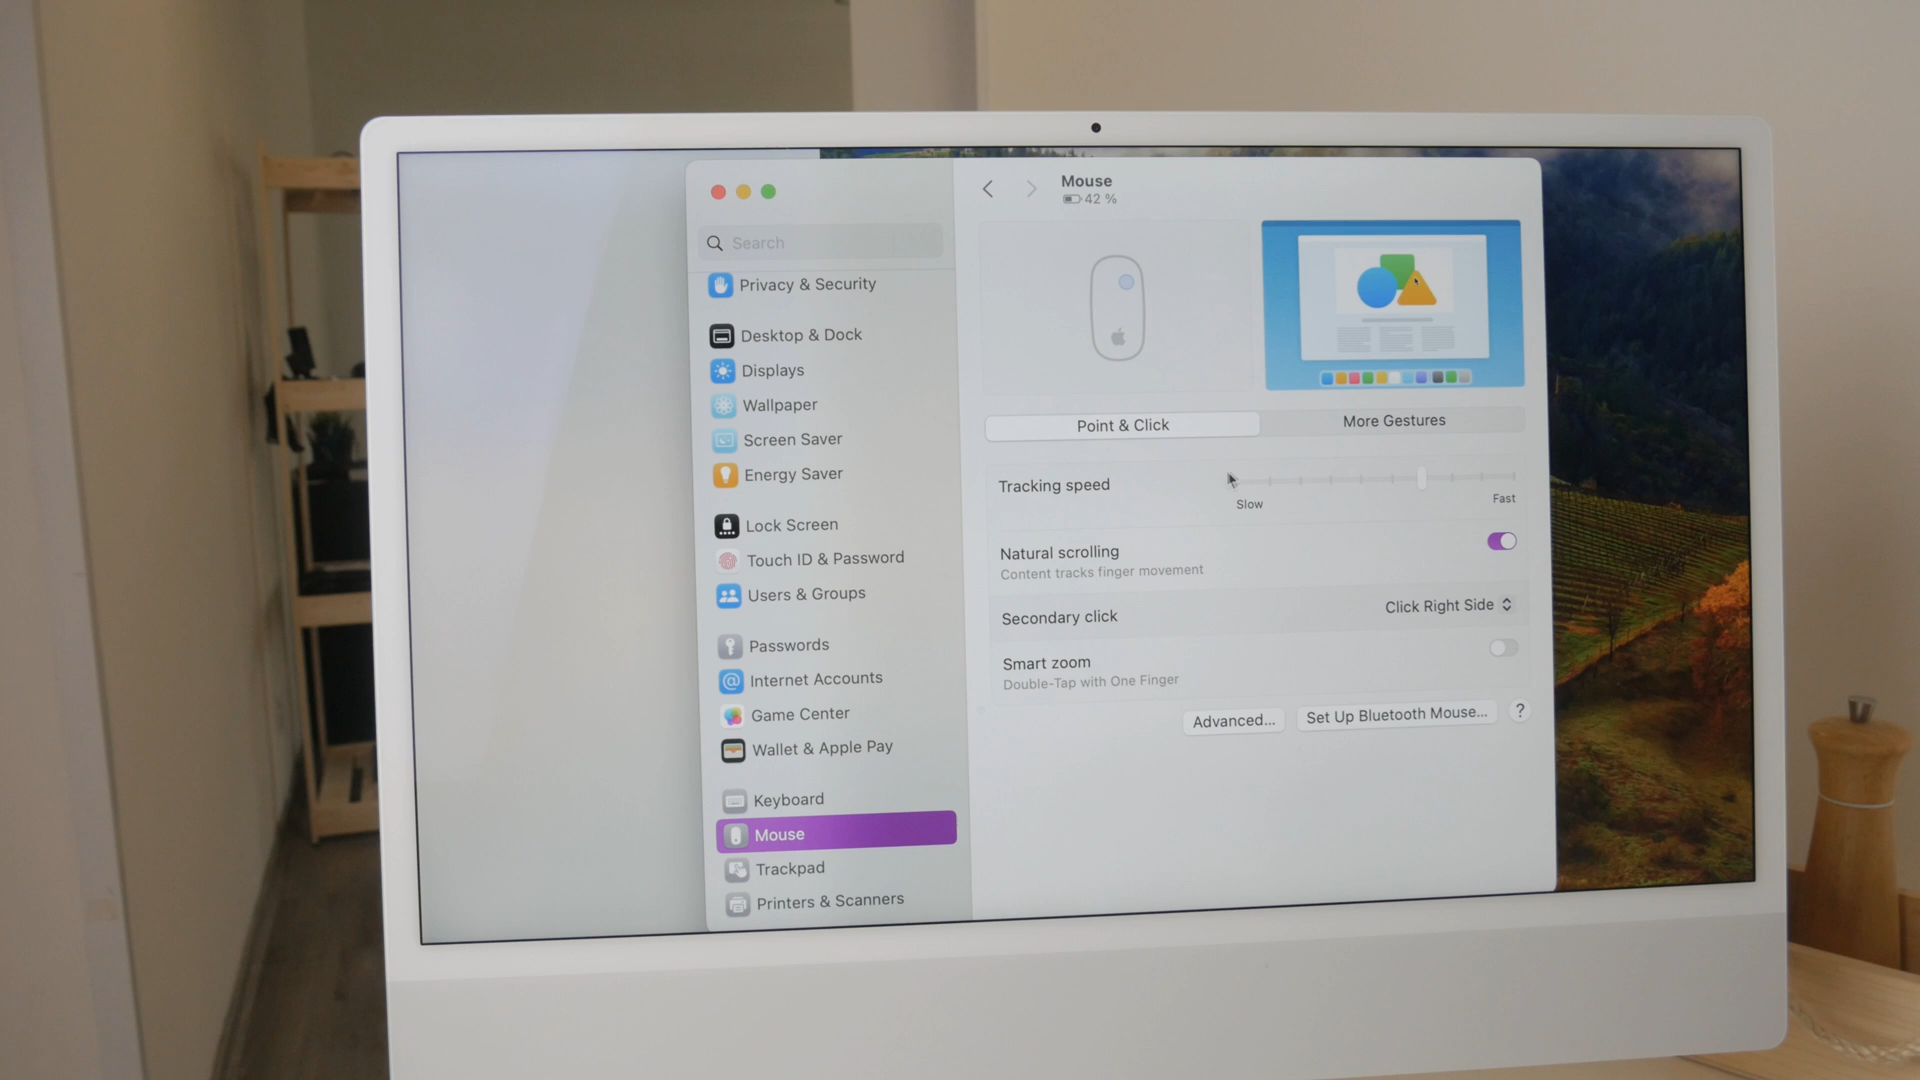 Mouse
42 %
Search
Privacy & Security
Desktop & Dock
Displays
Wallpaper
Screen Saver
Energy Saver
Lock Screen
Touch ID & Password
Users & Groups
Passwords
Internet Accounts
Game Center
Wallet & Apple Pay
Keyboard
Mouse
Trackpad
Printers & Scanners
Point & Click
More Gestures
Tracking speed
Slow
Fast
Natural scrolling
Content tracks finger movement
Secondary click
Click Right Side
Smart zoom
Double-Tap with One Finger
Advanced...
Set Up Bluetooth Mouse...
?